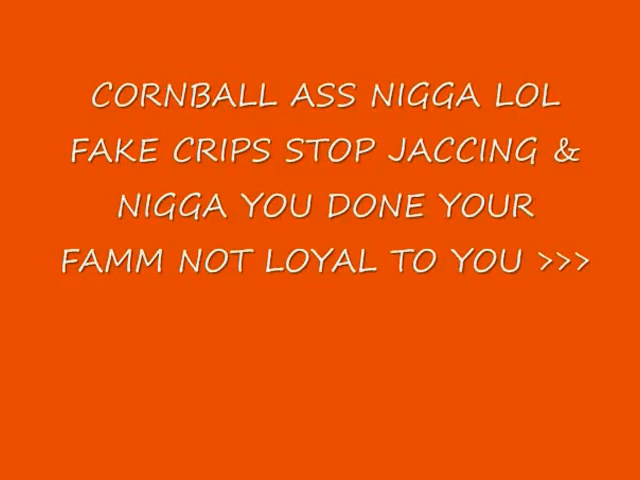 CORNBALL ASS NIGGA LOL
FAKE CRIPS STOP JACCING &
NIGGA YOU DONE YOUR
FAMM NOT LOYAL TO YOU >>>